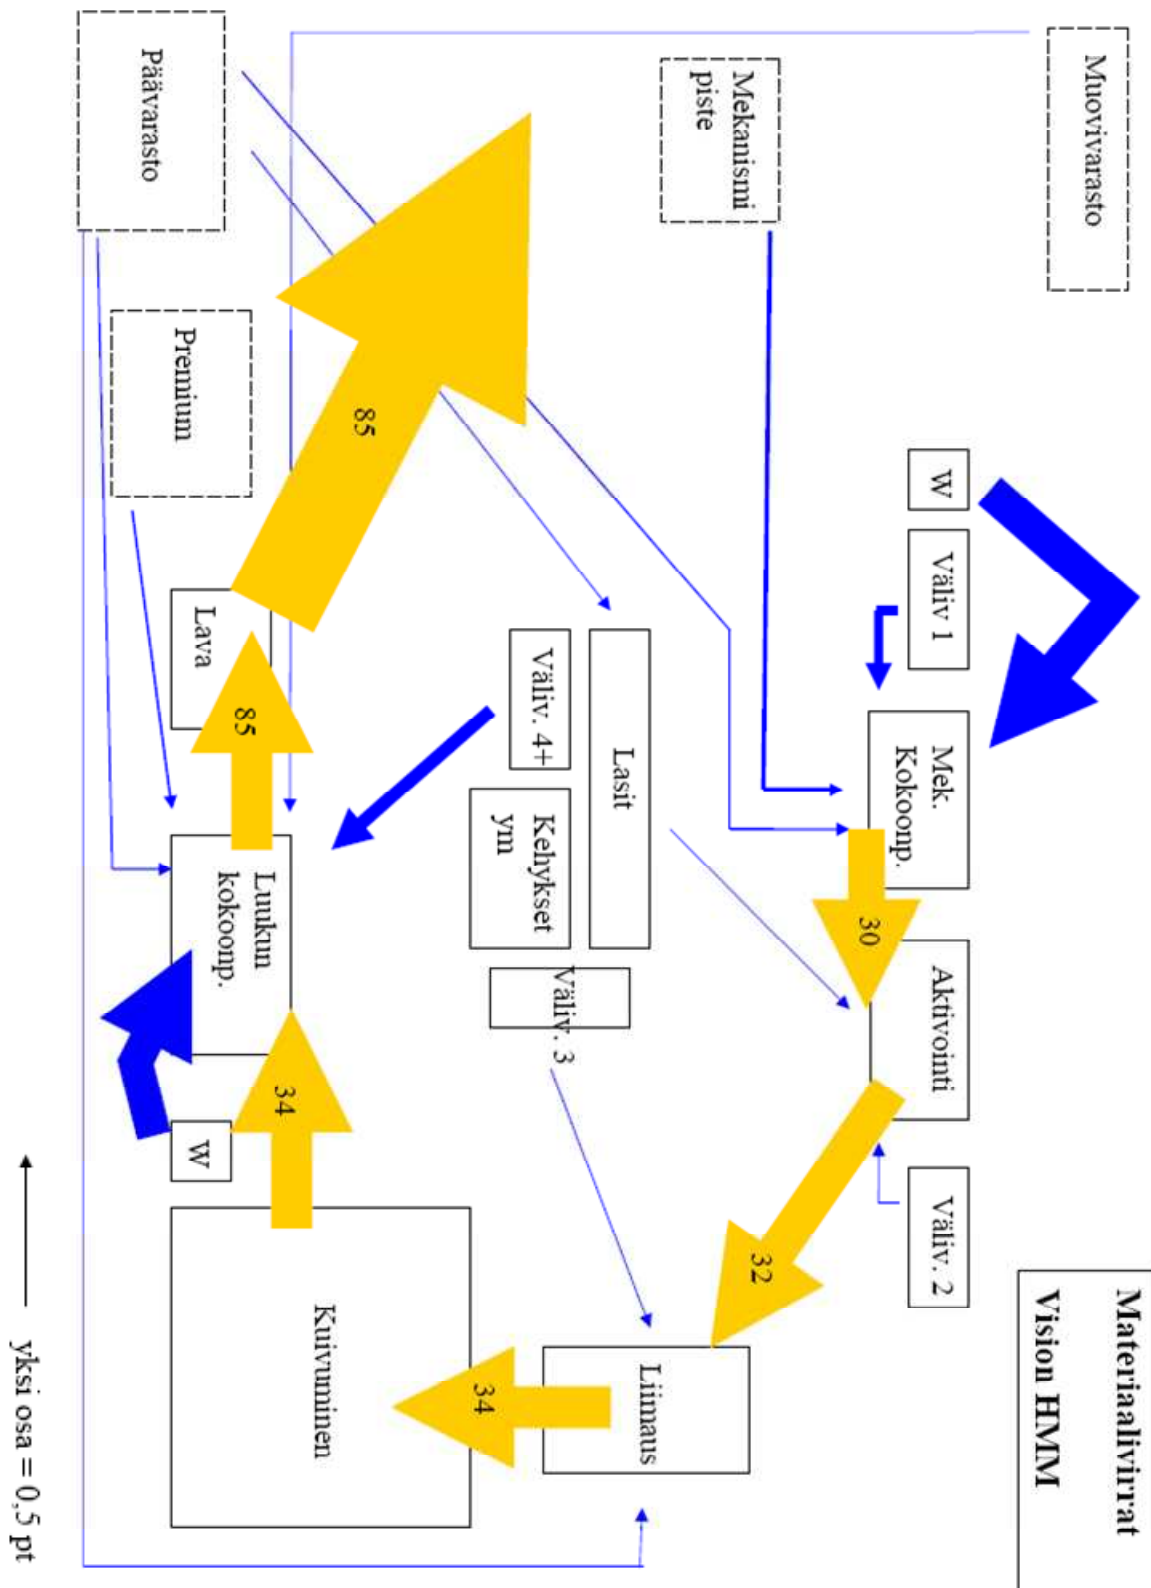 Materiaalivirrat
Vision HMM
Muovivarasto
W
Väliv 1
Mek.
Kokoonp.
30
Aktivointi
Väliv. 2
Mekanismi
piste
Lasit
Väliv. 4+
Kehykset
ym
Väliv. 3
32
Liimaus
34
Päävarasto
Premium
85
Lava
85
Luukun
kokoonp.
34
W
Kuivuminen
yksi osa = 0,5 pt